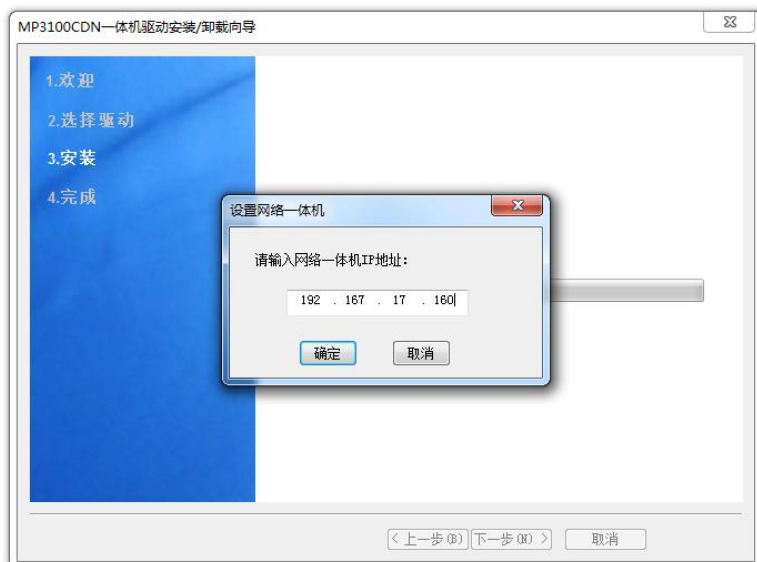 MP3100CDN一体机驱动安装/卸载向导
1.欢迎
2.选择驱动
3.安装
4.完成
设置网络一体机
请输入网络一体机IP地址:
192 . 167 . 17 . 160
确定 取消
< 上一步(B) 下一步(N) > 取消